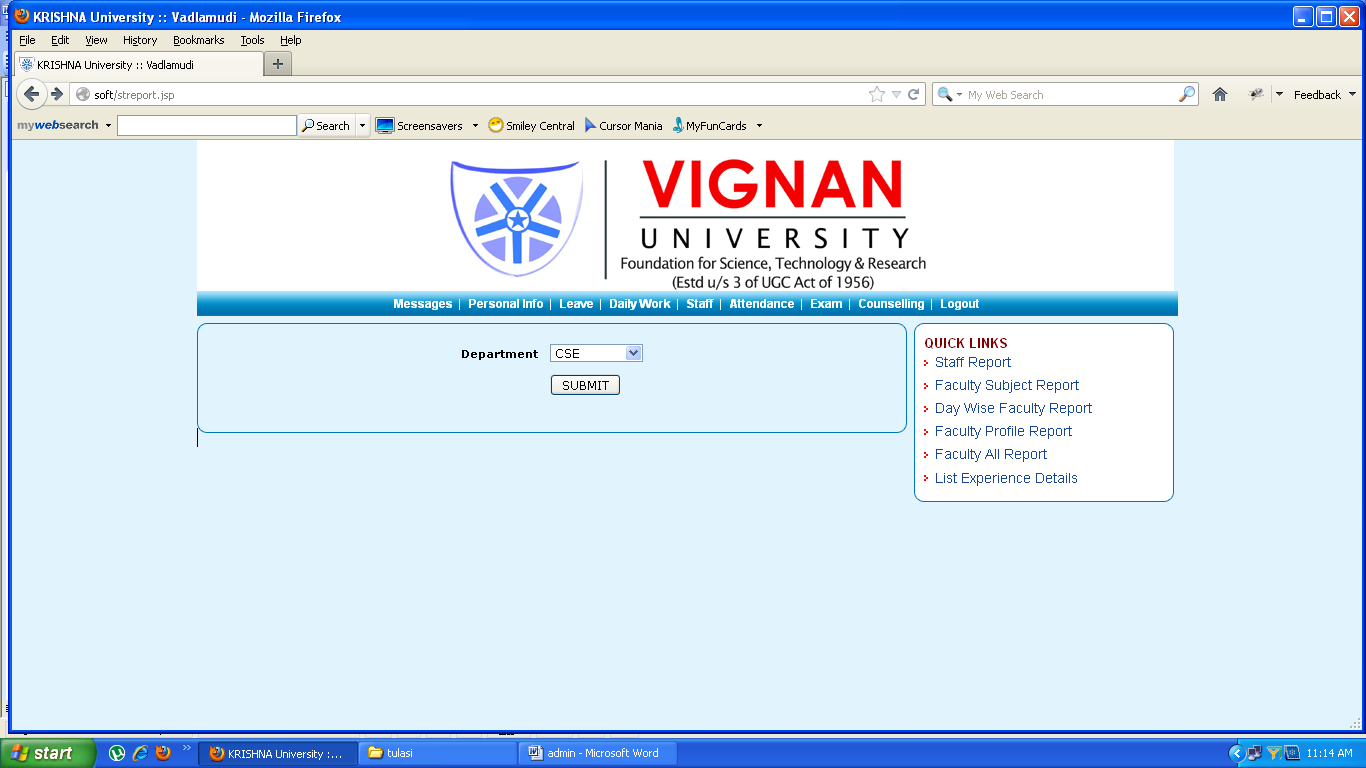 KRISHNA University :: Vadlamudi - Mozilla Firefox
File Edit View History Bookmarks Tools Help
KRISHNA University :: Vadlamudi
soft/streport.jsp My Web Search Feedback
mywebsearch Search Screensavers Smiley Central Cursor Mania MyFunCards
VIGNAN
UNIVERSITY
Foundation for Science, Technology & Research
(Estd u/s 3 of UGC Act of 1956)
Messages | Personal Info | Leave | Daily Work | Staff | Attendance | Exam | Counselling | Logout
Department CSE
SUBMIT
QUICK LINKS
Staff Report
Faculty Subject Report
Day Wise Faculty Report
Faculty Profile Report
Faculty All Report
List Experience Details
start KRISHNA University :... tulasi admin - Microsoft Word 11:14 AM